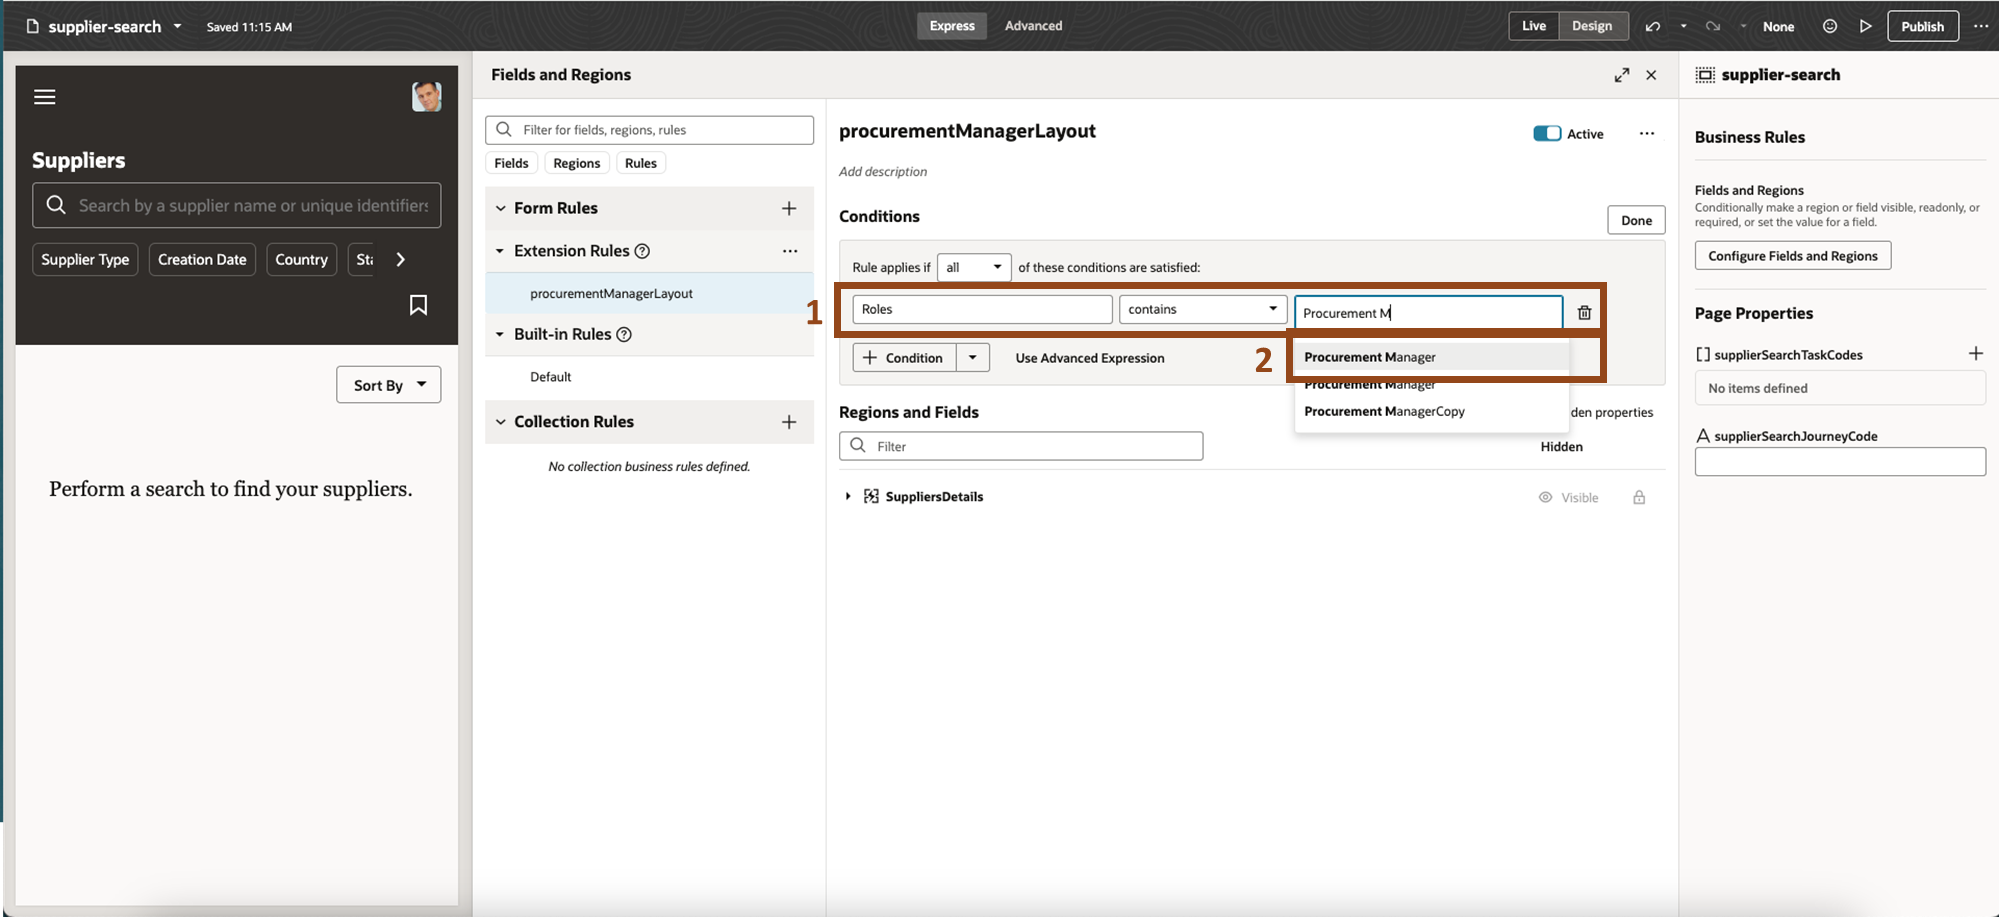 supplier-search
Saved 11:15 AM
Express
Advanced
Live
Design
None
Publish
Suppliers
Search by a supplier name or unique identifiers
Supplier Type
Creation Date
Country
Sta
Sort By
Perform a search to find your suppliers.
Fields and Regions
Filter for fields, regions, rules
Fields
Regions
Rules
Form Rules
Extension Rules
procurementManagerLayout
Built-in Rules
Default
Collection Rules
No collection business rules defined.
procurementManagerLayout
Active
Add description
Conditions
Done
Rule applies if
all
of these conditions are satisfied:
1
Roles
contains
Procurement M
Condition
Use Advanced Expression
2
Procurement Manager
Procurement Manager
Procurement ManagerCopy
Regions and Fields
den properties
Filter
Hidden
SuppliersDetails
Visible
supplier-search
Business Rules
Fields and Regions
Conditionally make a region or field visible, readonly, or
required, or set the value for a field.
Configure Fields and Regions
Page Properties
supplierSearchTaskCodes
No items defined
supplierSearchJourneyCode